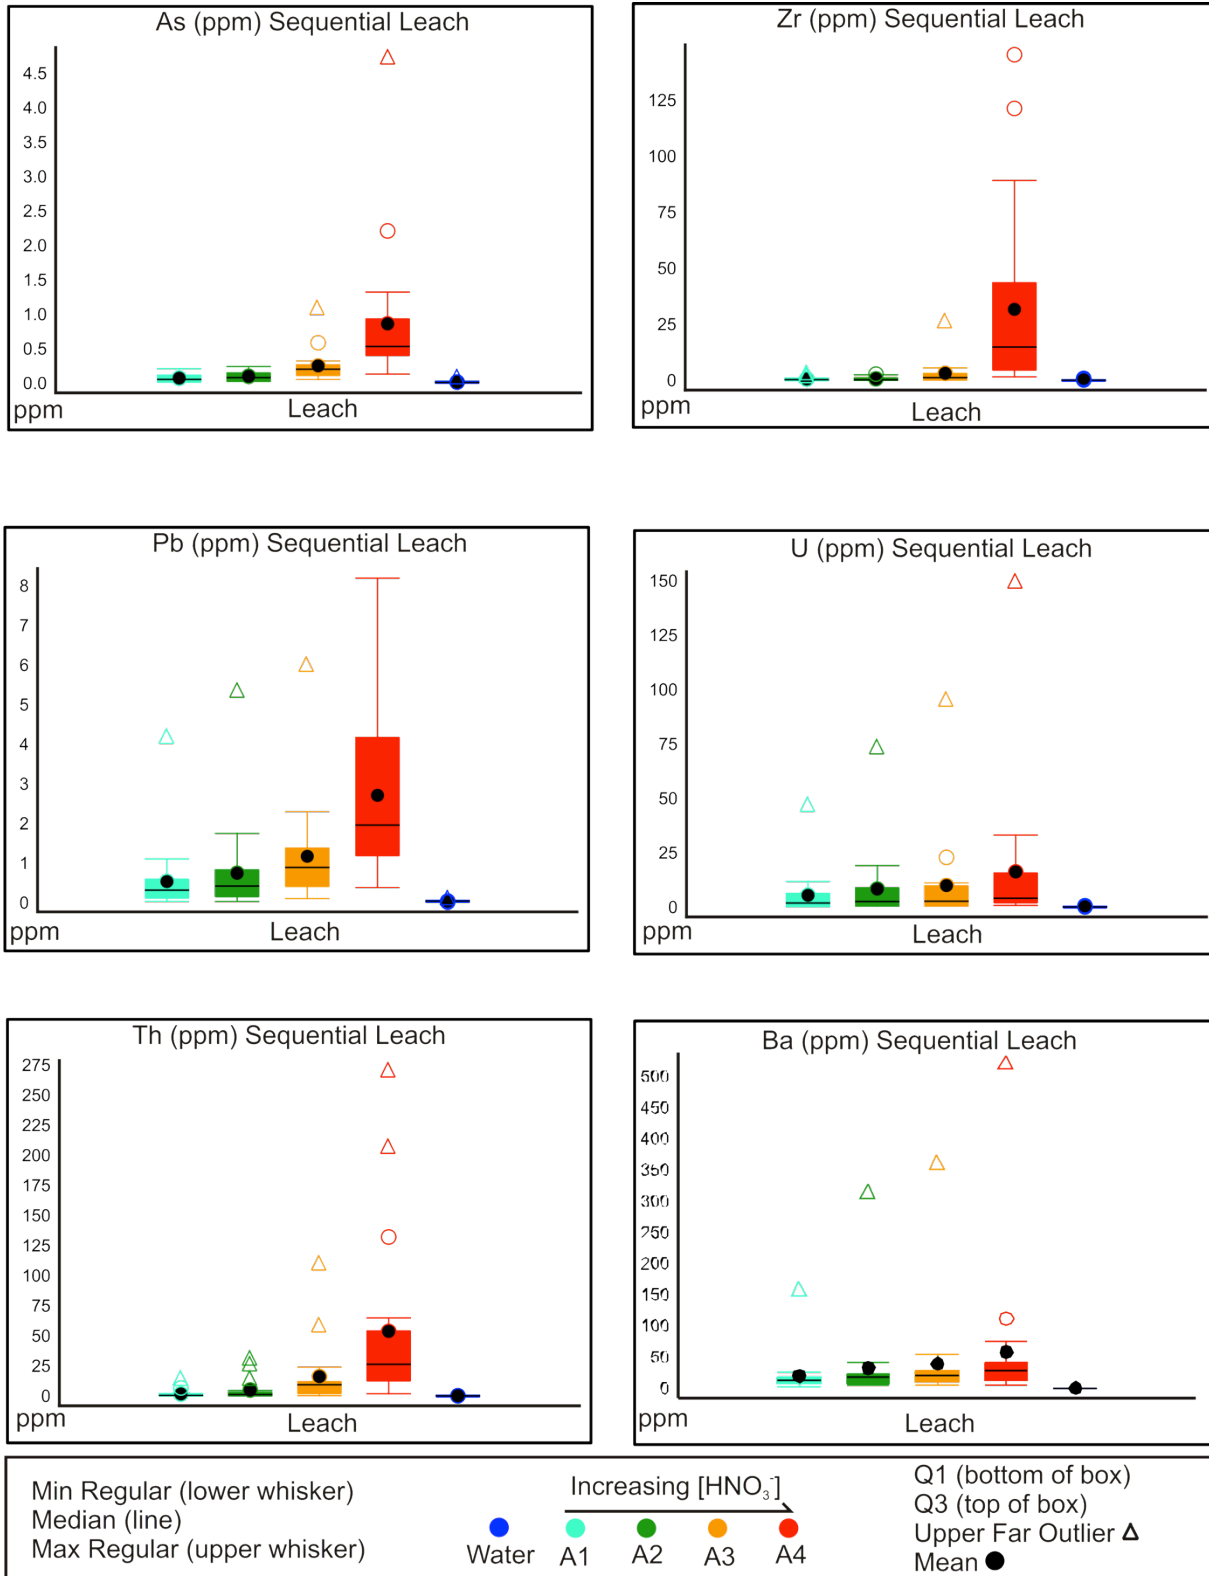 As (ppm) Sequential Leach
4.5
4.0
3.5
3.0
2.5
2.0
1.5
1.0
0.5
0.0
ppm
Leach
Zr (ppm) Sequential Leach
125
100
75
50
25
0
ppm
Leach
Pb (ppm) Sequential Leach
8
7
6
5
4
3
2
1
0
ppm
Leach
U (ppm) Sequential Leach
150
125
100
75
50
25
0
ppm
Leach
Th (ppm) Sequential Leach
275
250
225
200
175
150
125
100
75
50
25
0
ppm
Leach
Ba (ppm) Sequential Leach
500
450
400
350
300
250
200
150
100
50
0
ppm
Leach
Min Regular (lower whisker)
Median (line)
Max Regular (upper whisker)
Increasing [HNO₃⁻]
Water A1 A2 A3 A4
Q1 (bottom of box)
Q3 (top of box)
Upper Far Outlier
Mean